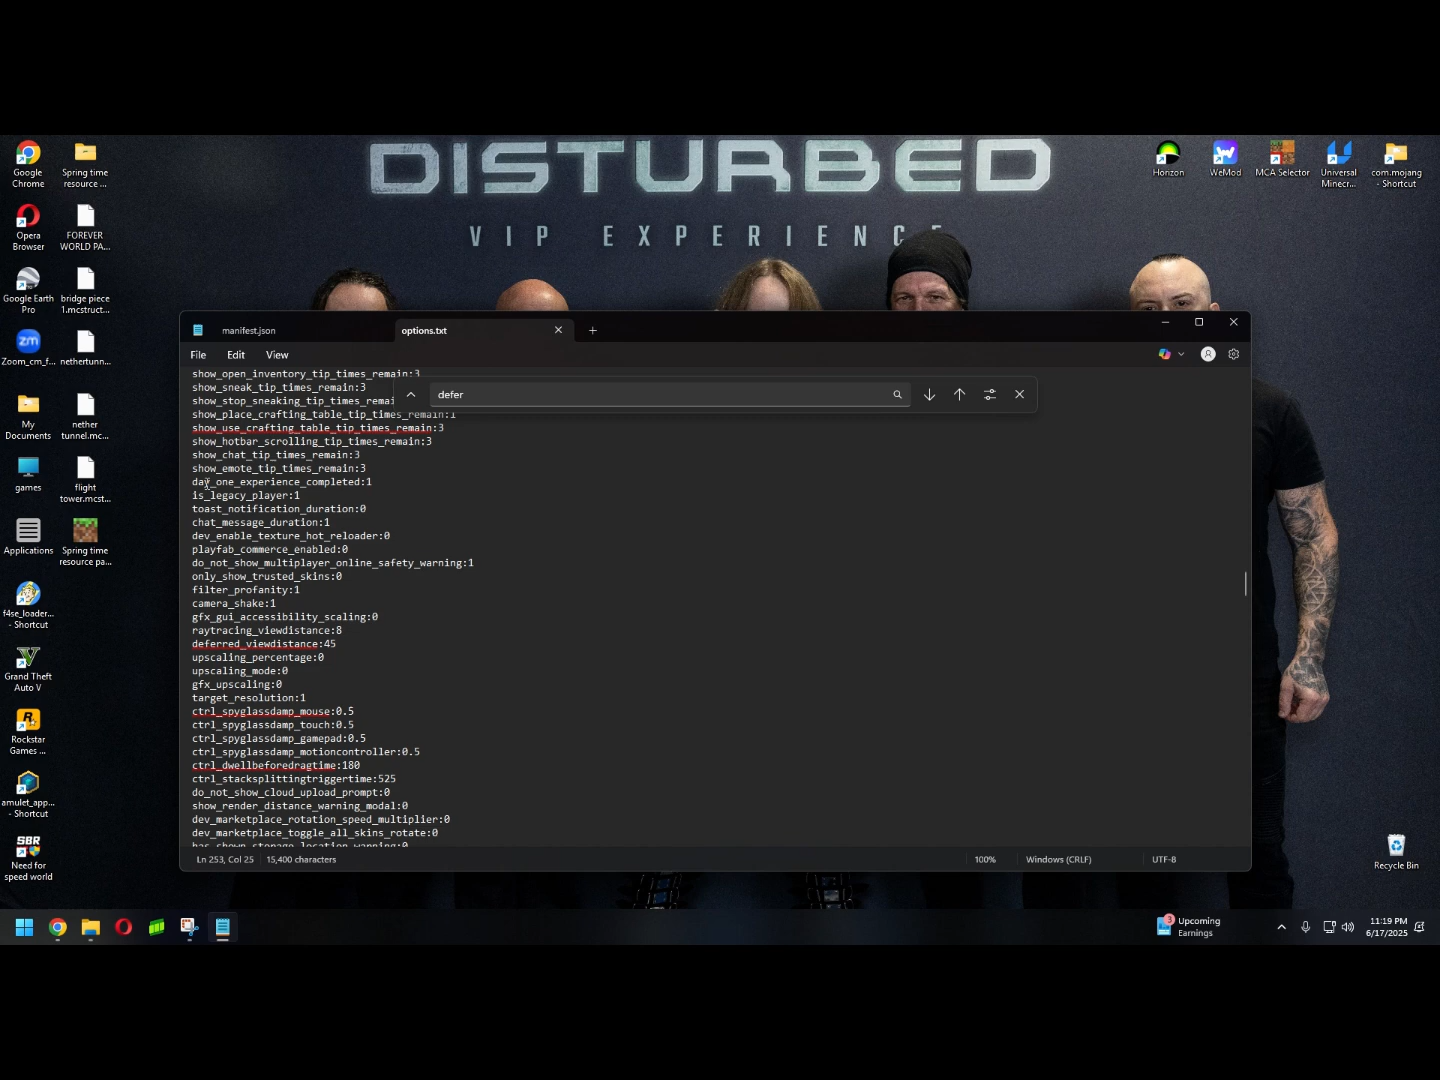 DISTURBED
VIP EXPERIENCE
Google
Chrome
Spring time
resource ...
Opera
Browser
FOREVER
WORLD PA...
Google Earth
Pro
bridge piece
1.mcstruct...
Zoom_cm_f...
nethertunn...
My
Documents
nether
tunnel.mc...
games
flight
tower.mcst...
Applications
Spring time
resource pa...
f4se_loader...
- Shortcut
Grand Theft
Auto V
Rockstar
Games ...
amulet_app...
- Shortcut
SBR
Need for
speed world
Horizon
WeMod
MCA Selector
Universal
Minecr...
com.mojang
- Shortcut
manifest.json
options.txt
File
Edit
View
defer
show_open_inventory_tip_times_remain:3
show_sneak_tip_times_remain:3
show_stop_sneaking_tip_times_remai
show_place_crafting_table_tip_times_remain:1
show_use_crafting_table_tip_times_remain:3
show_hotbar_scrolling_tip_times_remain:3
show_chat_tip_times_remain:3
show_emote_tip_times_remain:3
day_one_experience_completed:1
is_legacy_player:1
toast_notification_duration:0
chat_message_duration:1
dev_enable_texture_hot_reloader:0
playfab_commerce_enabled:0
do_not_show_multiplayer_online_safety_warning:1
only_show_trusted_skins:0
filter_profanity:1
camera_shake:1
gfx_gui_accessibility_scaling:0
raytracing_viewdistance:8
deferred_viewdistance:45
upscaling_percentage:0
upscaling_mode:0
gfx_upscaling:0
target_resolution:1
ctrl_spyglassdamp_mouse:0.5
ctrl_spyglassdamp_touch:0.5
ctrl_spyglassdamp_gamepad:0.5
ctrl_spyglassdamp_motioncontroller:0.5
ctrl_dwellbeforedragtime:180
ctrl_stacksplittingtriggertime:525
do_not_show_cloud_upload_prompt:0
show_render_distance_warning_modal:0
dev_marketplace_rotation_speed_multiplier:0
dev_marketplace_toggle_all_skins_rotate:0
has_shown_storage_location_warning:0
Ln 253, Col 25
15,400 characters
100%
Windows (CRLF)
UTF-8
Recycle Bin
3
Upcoming
Earnings
11:19 PM
6/17/2025